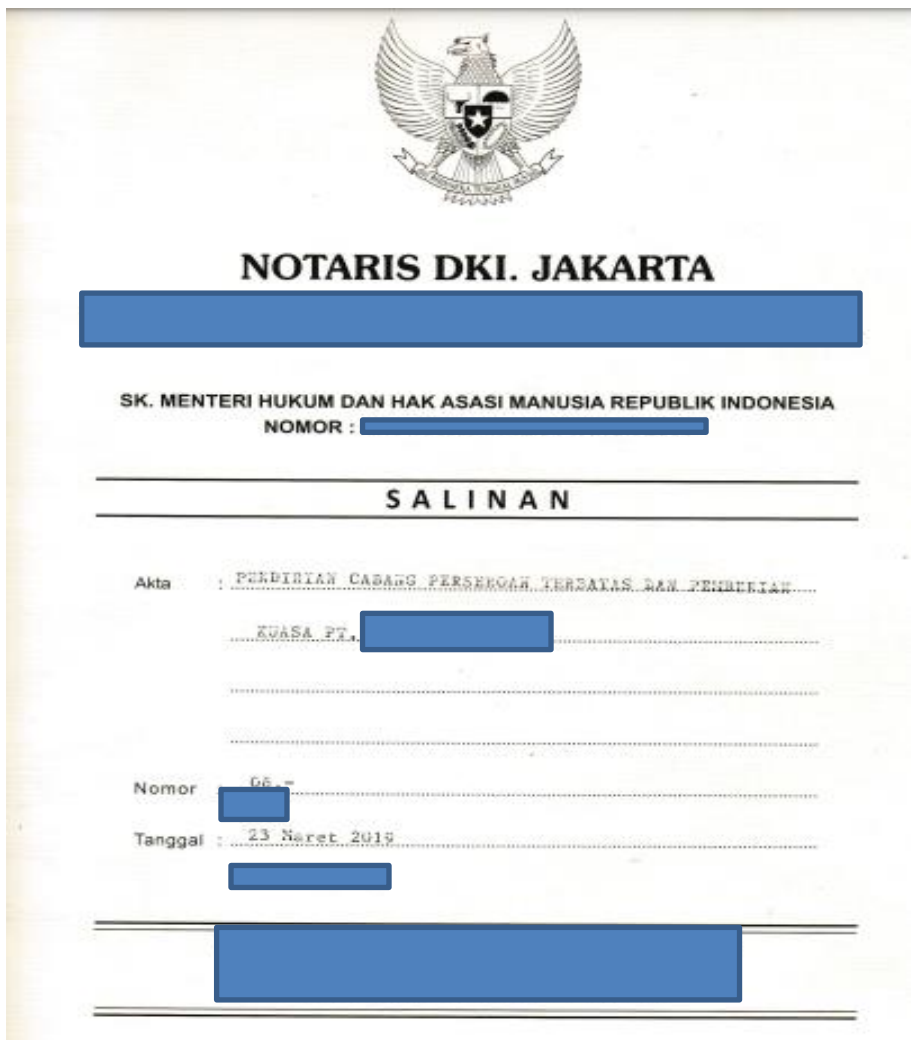 NOTARIS DKI. JAKARTA
SK. MENTERI HUKUM DAN HAK ASASI MANUSIA REPUBLIK INDONESIA
NOMOR :
SALINAN
Akta : PENDIRIAN CABANG PERSEROAN TERBATAS DAN PEMBERIAN
KUASA PT.
Nomor : 06.-
Tanggal : 23 Maret 2019